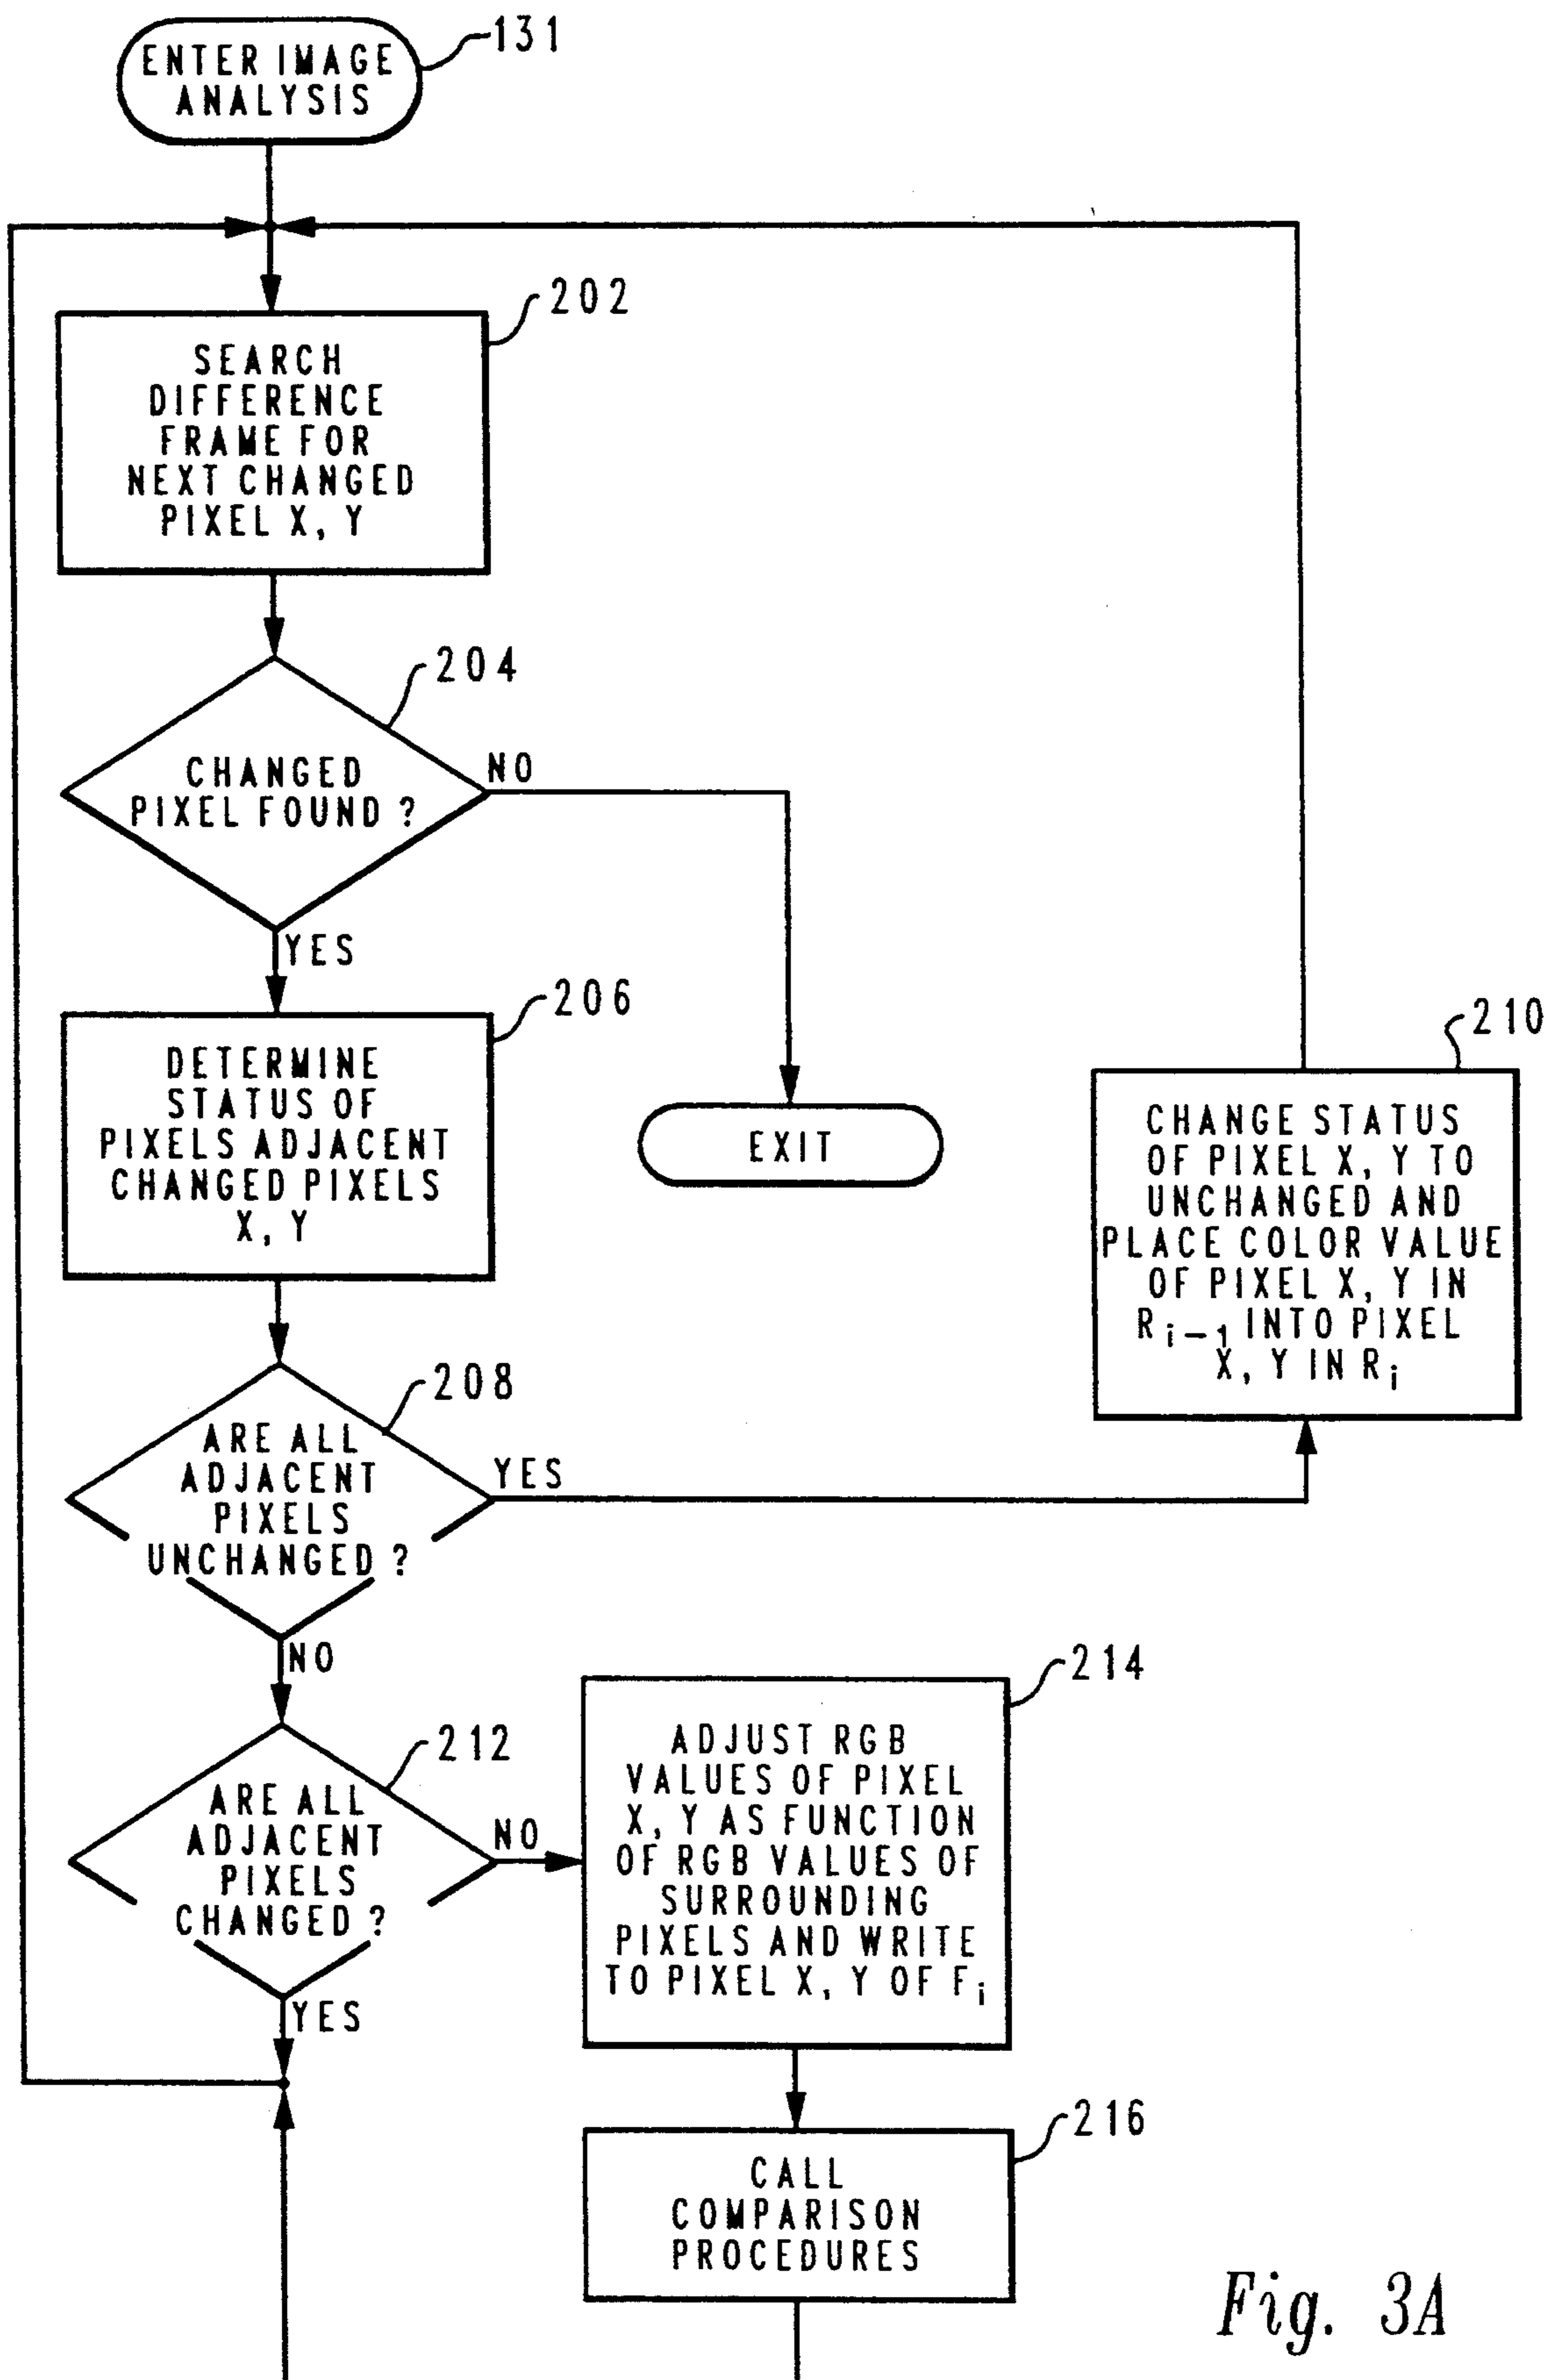 ENTER IMAGE
ANALYSIS
131
SEARCH
DIFFERENCE
FRAME FOR
NEXT CHANGED
PIXEL X, Y
202
CHANGED
PIXEL FOUND ?
204
NO
YES
DETERMINE
STATUS OF
PIXELS ADJACENT
CHANGED PIXELS
X, Y
206
EXIT
CHANGE STATUS
OF PIXEL X, Y TO
UNCHANGED AND
PLACE COLOR VALUE
OF PIXEL X, Y IN
R i-1 INTO PIXEL
X, Y IN R i
210
ARE ALL
ADJACENT
PIXELS
UNCHANGED ?
208
YES
NO
ARE ALL
ADJACENT
PIXELS
CHANGED ?
212
NO
YES
ADJUST RGB
VALUES OF PIXEL
X, Y AS FUNCTION
OF RGB VALUES OF
SURROUNDING
PIXELS AND WRITE
TO PIXEL X, Y OF F i
214
CALL
COMPARISON
PROCEDURES
216
Fig. 3A